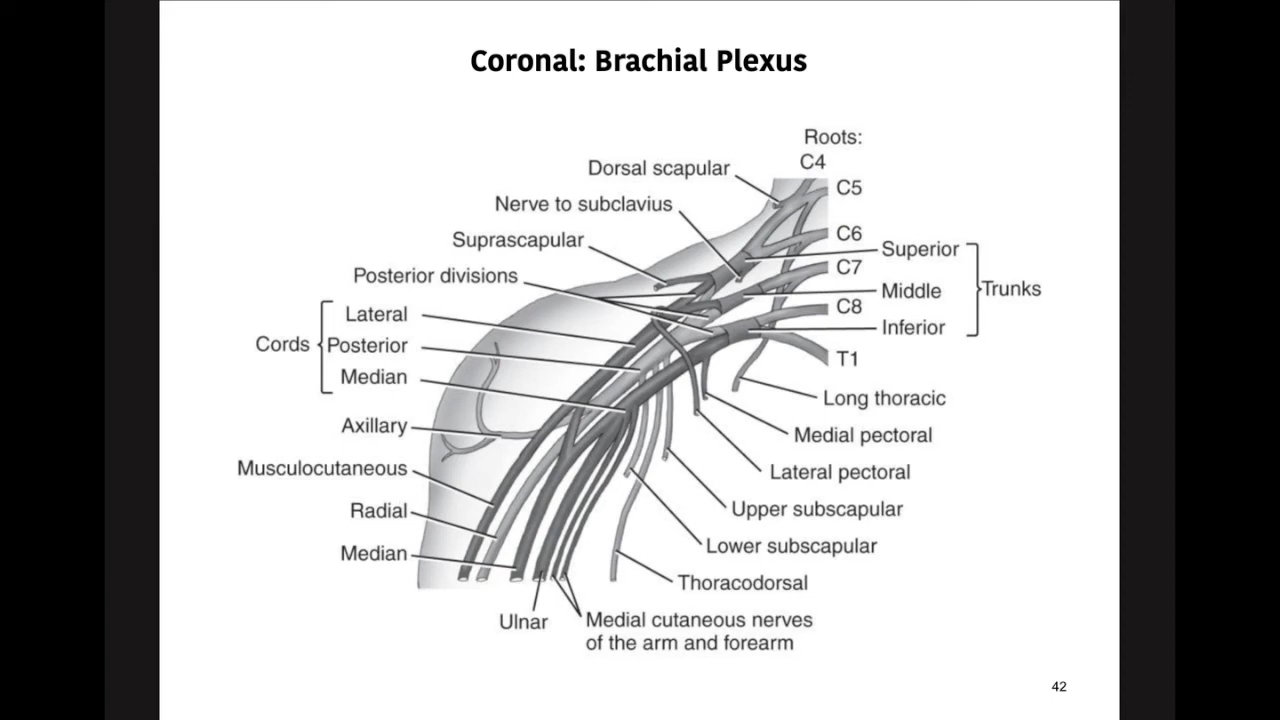 Coronal: Brachial Plexus
Roots:
C4
Dorsal scapular
C5
Nerve to subclavius
C6
Suprascapular
Superior
C7
Posterior divisions
Middle
Trunks
C8
Lateral
Inferior
Cords
Posterior
T1
Median
Long thoracic
Axillary
Medial pectoral
Musculocutaneous
Lateral pectoral
Radial
Upper subscapular
Median
Lower subscapular
Thoracodorsal
Ulnar
Medial cutaneous nerves
of the arm and forearm
42